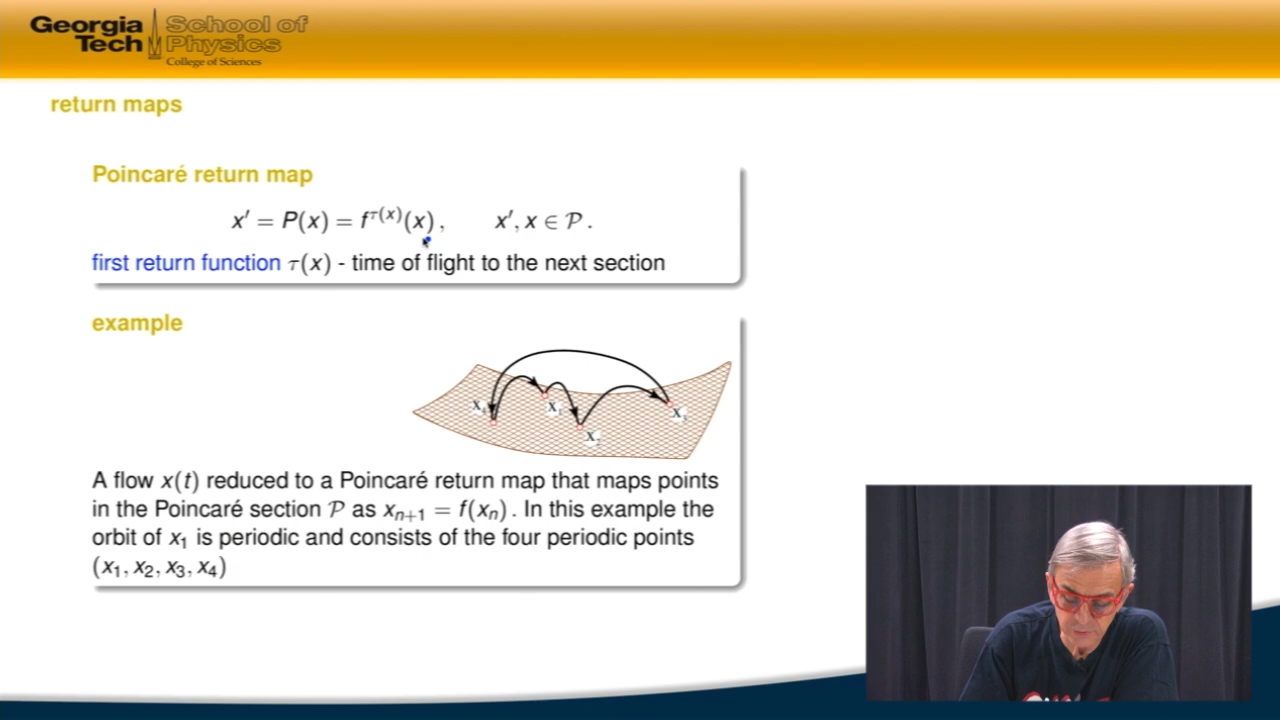 Georgia Tech
School of Physics
College of Sciences
return maps
Poincaré return map
x′ = P(x) = f^τ(x)(x) , x′, x ∈ 𝒫 .
first return function τ(x) - time of flight to the next section
example
x₄
x₁
x₂
x₃
A flow x(t) reduced to a Poincaré return map that maps points
in the Poincaré section 𝒫 as xₙ₊₁ = f(xₙ) . In this example the
orbit of x₁ is periodic and consists of the four periodic points
(x₁, x₂, x₃, x₄)